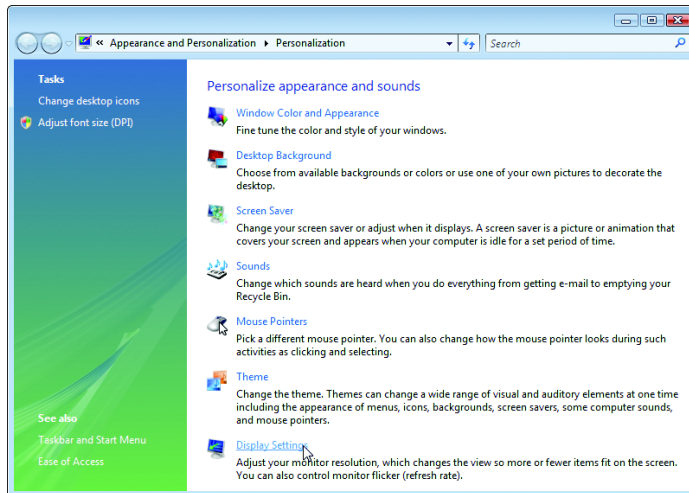 « Appearance and Personalization ▸ Personalization
Search
Tasks
Change desktop icons
Adjust font size (DPI)
See also
Taskbar and Start Menu
Ease of Access
Personalize appearance and sounds
Window Color and Appearance
Fine tune the color and style of your windows.
Desktop Background
Choose from available backgrounds or colors or use one of your own pictures to decorate the
desktop.
Screen Saver
Change your screen saver or adjust when it displays. A screen saver is a picture or animation that
covers your screen and appears when your computer is idle for a set period of time.
Sounds
Change which sounds are heard when you do everything from getting e-mail to emptying your
Recycle Bin.
Mouse Pointers
Pick a different mouse pointer. You can also change how the mouse pointer looks during such
activities as clicking and selecting.
Theme
Change the theme. Themes can change a wide range of visual and auditory elements at one time
including the appearance of menus, icons, backgrounds, screen savers, some computer sounds,
and mouse pointers.
Display Settings
Adjust your monitor resolution, which changes the view so more or fewer items fit on the screen.
You can also control monitor flicker (refresh rate).